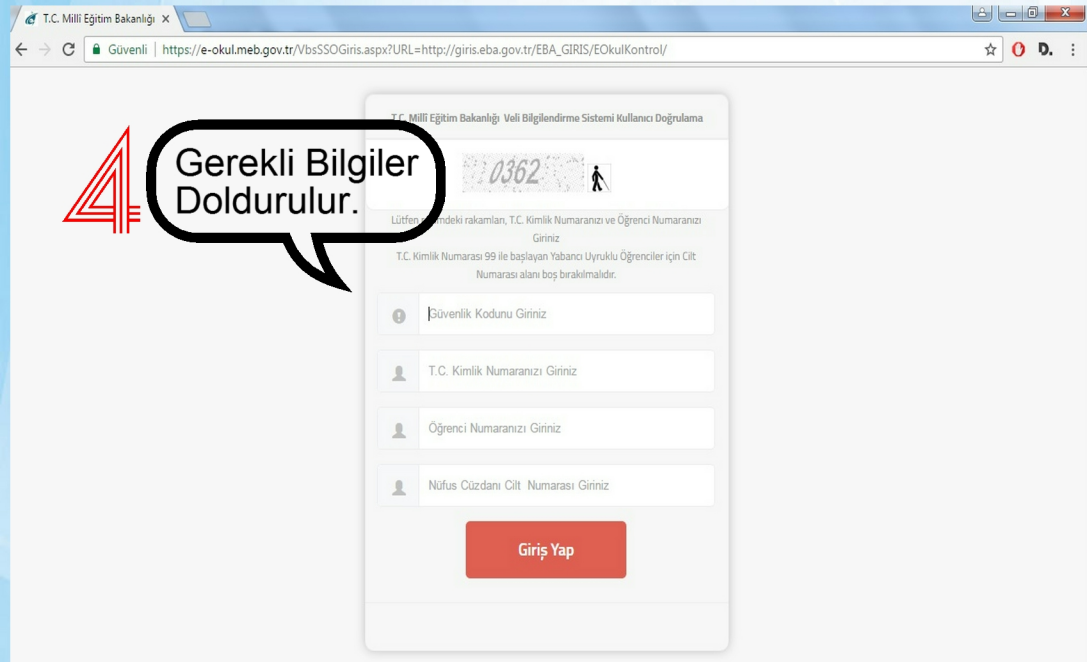 T.C. Millî Eğitim Bakanlığı
Güvenli | https://e-okul.meb.gov.tr/VbsSSOGiris.aspx?URL=http://giris.eba.gov.tr/EBA_GIRIS/EOkulKontrol/
D.
T.C. Millî Eğitim Bakanlığı Veli Bilgilendirme Sistemi Kullanıcı Doğrulama
4
Gerekli Bilgiler
Doldurulur.
0362
Lütfen rakamları, T.C. Kimlik Numaranızı ve Öğrenci Numaranızı
Giriniz
T.C. Kimlik Numarası 99 ile başlayan Yabancı Uyruklu Öğrenciler için Cilt
Numarası alanı boş bırakılmalıdır.
Güvenlik Kodunu Giriniz
T.C. Kimlik Numaranızı Giriniz
Öğrenci Numaranızı Giriniz
Nüfus Cüzdanı Cilt Numarası Giriniz
Giriş Yap